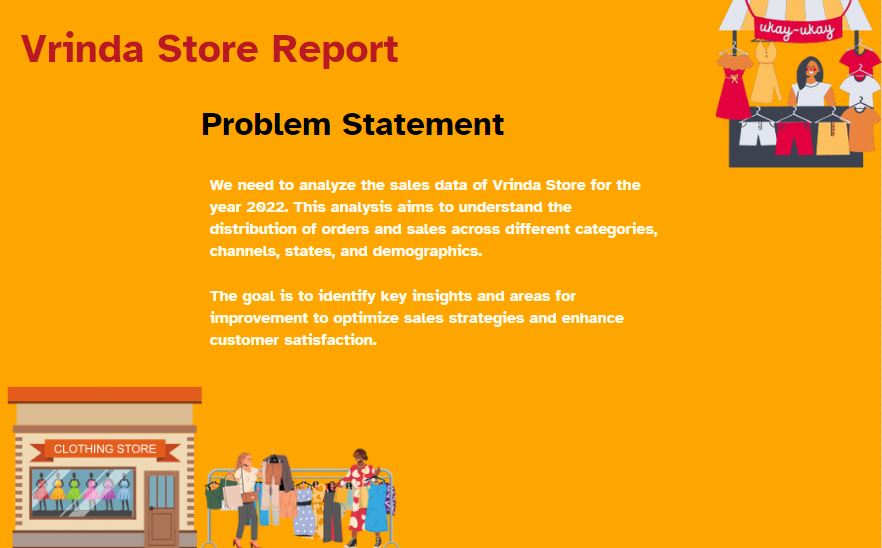 Vrinda Store Report
ukay-ukay
Problem Statement
We need to analyze the sales data of Vrinda Store for the
year 2022. This analysis aims to understand the
distribution of orders and sales across different categories,
channels, states, and demographics.
The goal is to identify key insights and areas for
improvement to optimize sales strategies and enhance
customer satisfaction.
CLOTHING STORE